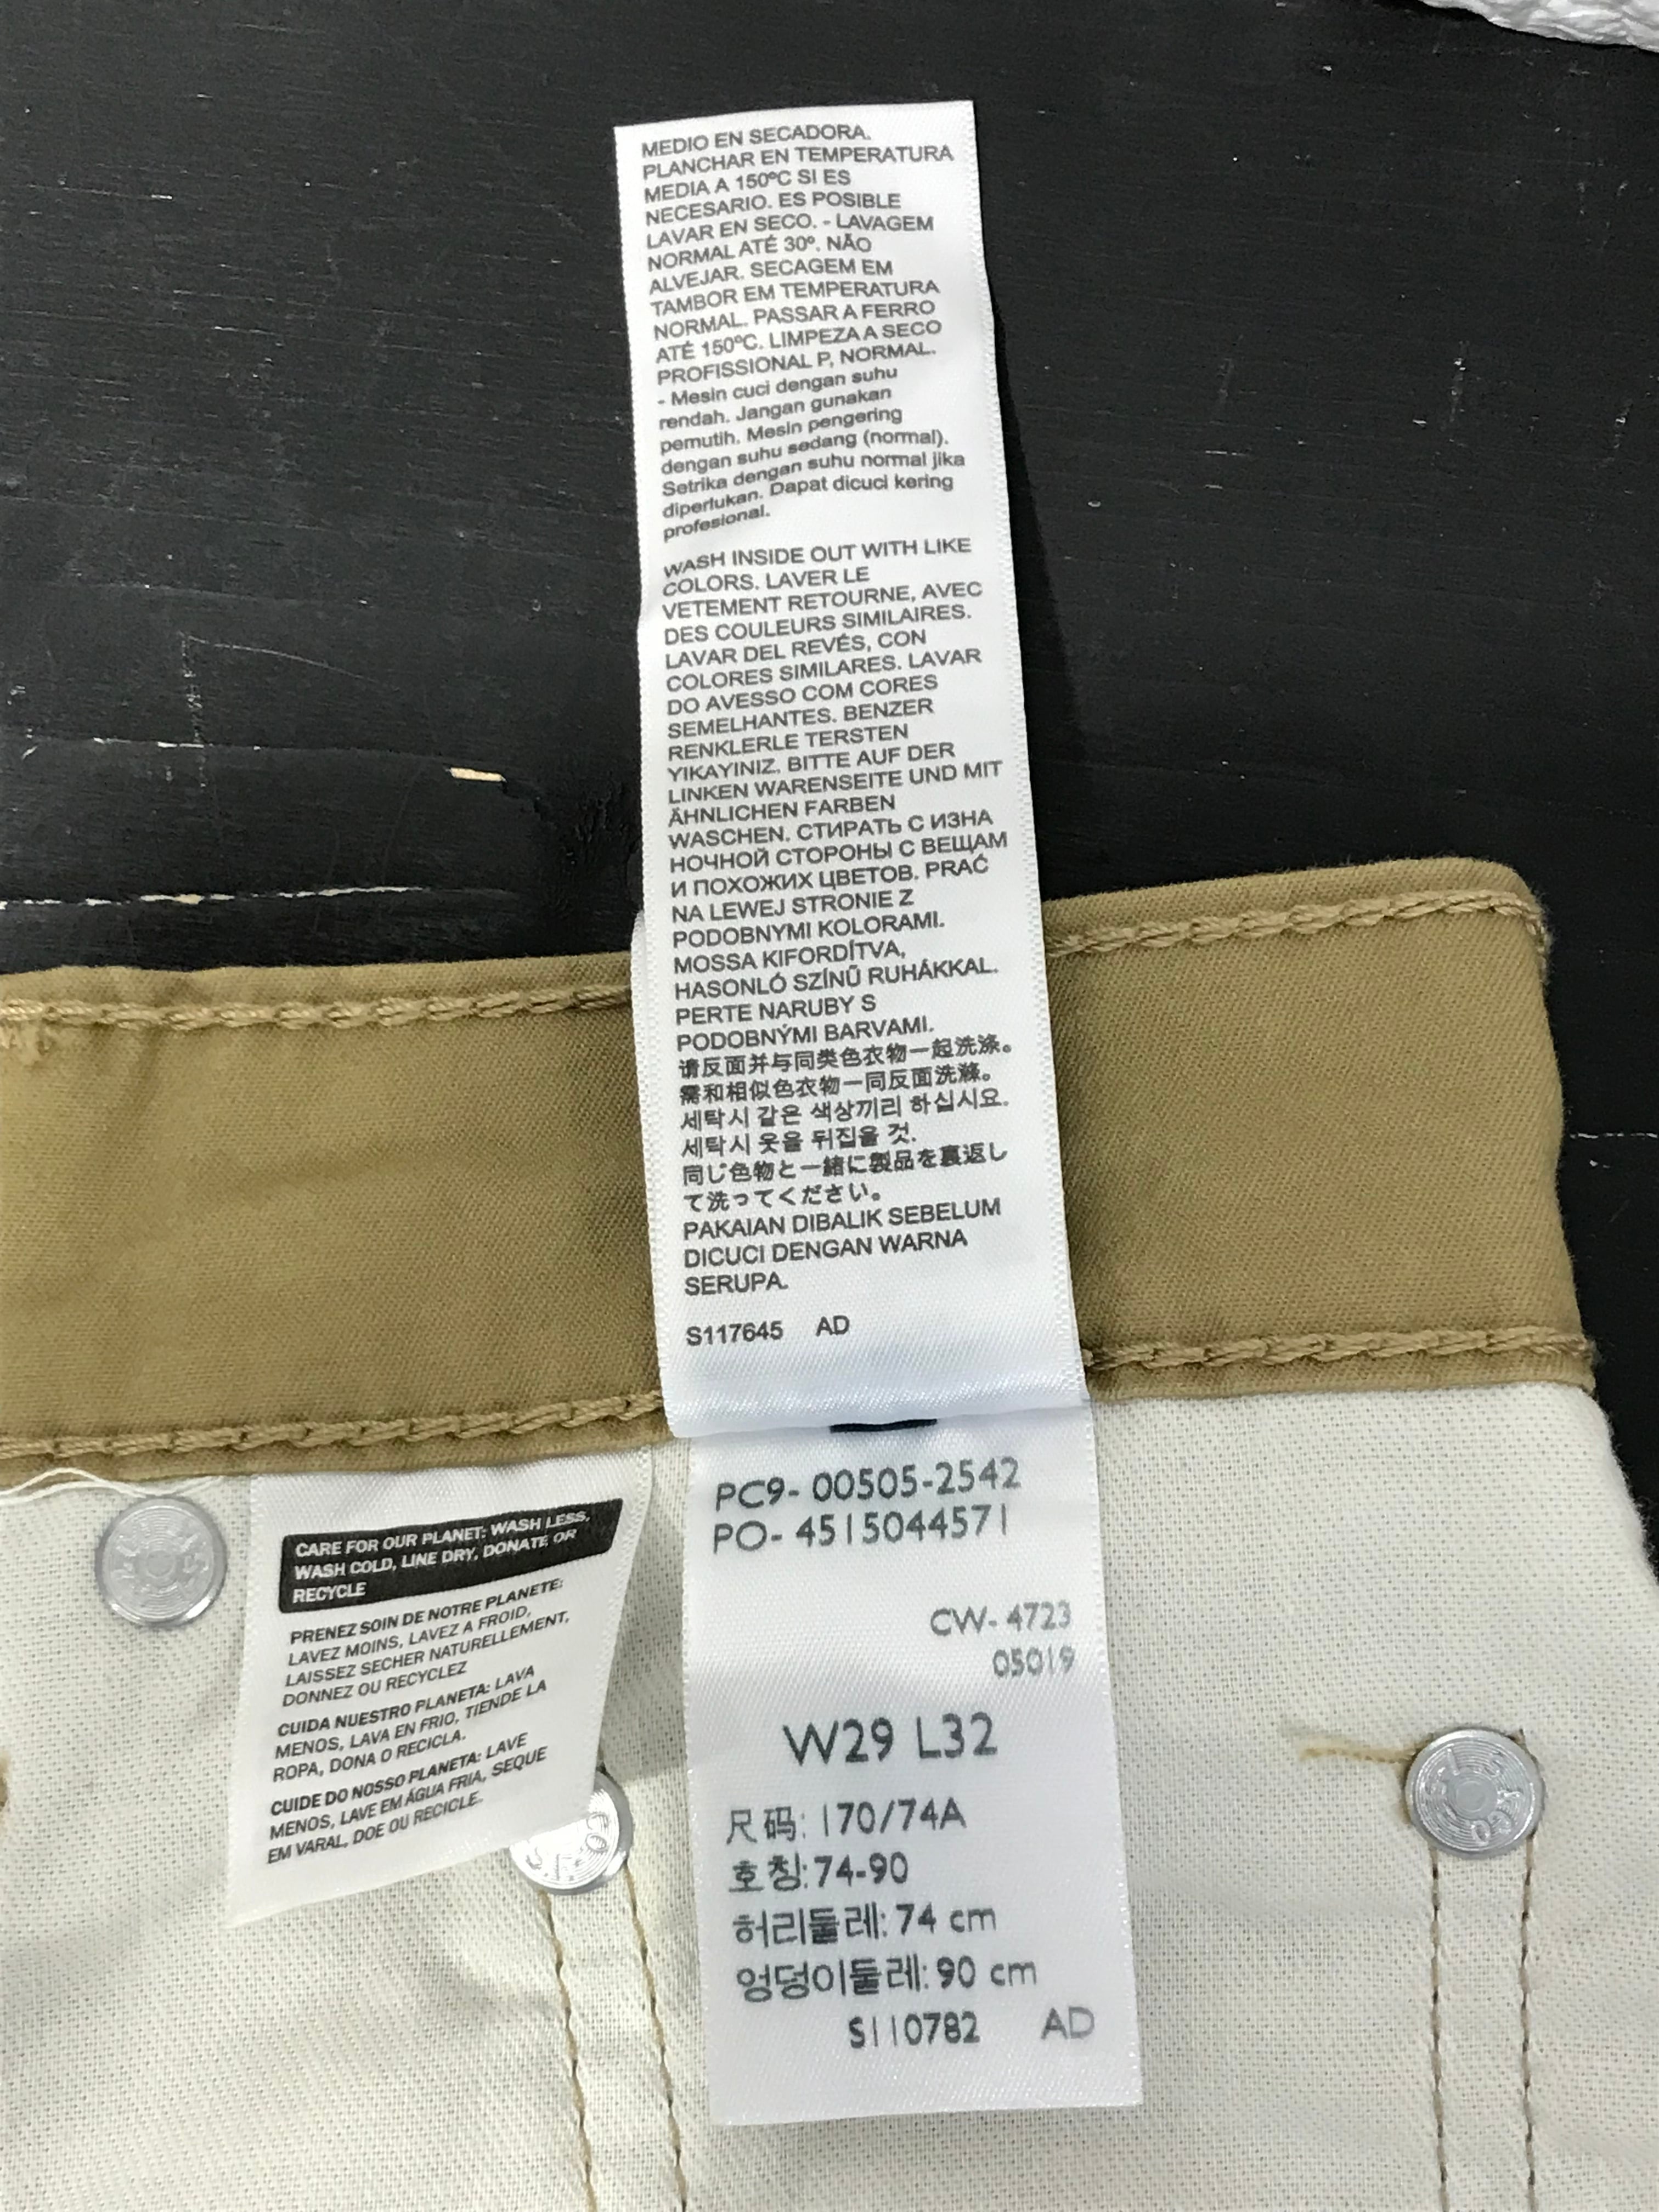 MEDIO EN SECADORA.
PLANCHAR EN TEMPERATURA
MEDIA A 150ºC SI ES
NECESARIO. ES POSIBLE
LAVAR EN SECO. - LAVAGEM
NORMAL ATÉ 30º. NÃO
ALVEJAR. SECAGEM EM
TAMBOR EM TEMPERATURA
NORMAL. PASSAR A FERRO
ATÉ 150ºC. LIMPEZA A SECO
PROFISSIONAL P, NORMAL.
- Mesin cuci dengan suhu
rendah. Jangan gunakan
pemutih. Mesin pengering
dengan suhu sedang (normal).
Setrika dengan suhu normal jika
diperlukan. Dapat dicuci kering
profesional.
WASH INSIDE OUT WITH LIKE
COLORS. LAVER LE
VETEMENT RETOURNE, AVEC
DES COULEURS SIMILAIRES.
LAVAR DEL REVÉS, CON
COLORES SIMILARES. LAVAR
DO AVESSO COM CORES
SEMELHANTES. BENZER
RENKLERLE TERSTEN
YIKAYINIZ. BITTE AUF DER
LINKEN WARENSEITE UND MIT
ÄHNLICHEN FARBEN
WASCHEN. СТИРАТЬ С ИЗНА
НОЧНОЙ СТОРОНЫ С ВЕЩАМ
И ПОХОЖИХ ЦВЕТОВ. PRAĆ
NA LEWEJ STRONIE Z
PODOBNYMI KOLORAMI.
MOSSA KIFORDÍTVA,
HASONLÓ SZÍNŰ RUHÁKKAL.
PERTE NARUBY S
PODOBNÝMI BARVAMI.
请反面并与同类色衣物一起洗涤。
需和相似色衣物一同反面洗滌。
세탁시 같은 색상끼리 하십시요.
세탁시 옷을 뒤집을 것.
同じ色物と一緒に製品を裏返し
て洗ってください。
PAKAIAN DIBALIK SEBELUM
DICUCI DENGAN WARNA
SERUPA.
S117645 AD
CARE FOR OUR PLANET: WASH LESS,
WASH COLD, LINE DRY, DONATE OR
RECYCLE
PRENEZ SOIN DE NOTRE PLANETE:
LAVEZ MOINS, LAVEZ A FROID,
LAISSEZ SECHER NATURELLEMENT,
DONNEZ OU RECYCLEZ
CUIDA NUESTRO PLANETA: LAVA
MENOS, LAVA EN FRIO, TIENDE LA
ROPA, DONA O RECICLA.
CUIDE DO NOSSO PLANETA: LAVE
MENOS, LAVE EM ÁGUA FRIA, SEQUE
EM VARAL, DOE OU RECICLE.
PC9- 00505-2542
PO- 4515044571
CW- 4723
05019
W29 L32
尺码: 170/74A
호칭:74-90
허리둘레: 74 cm
엉덩이둘레: 90 cm
S110782 AD